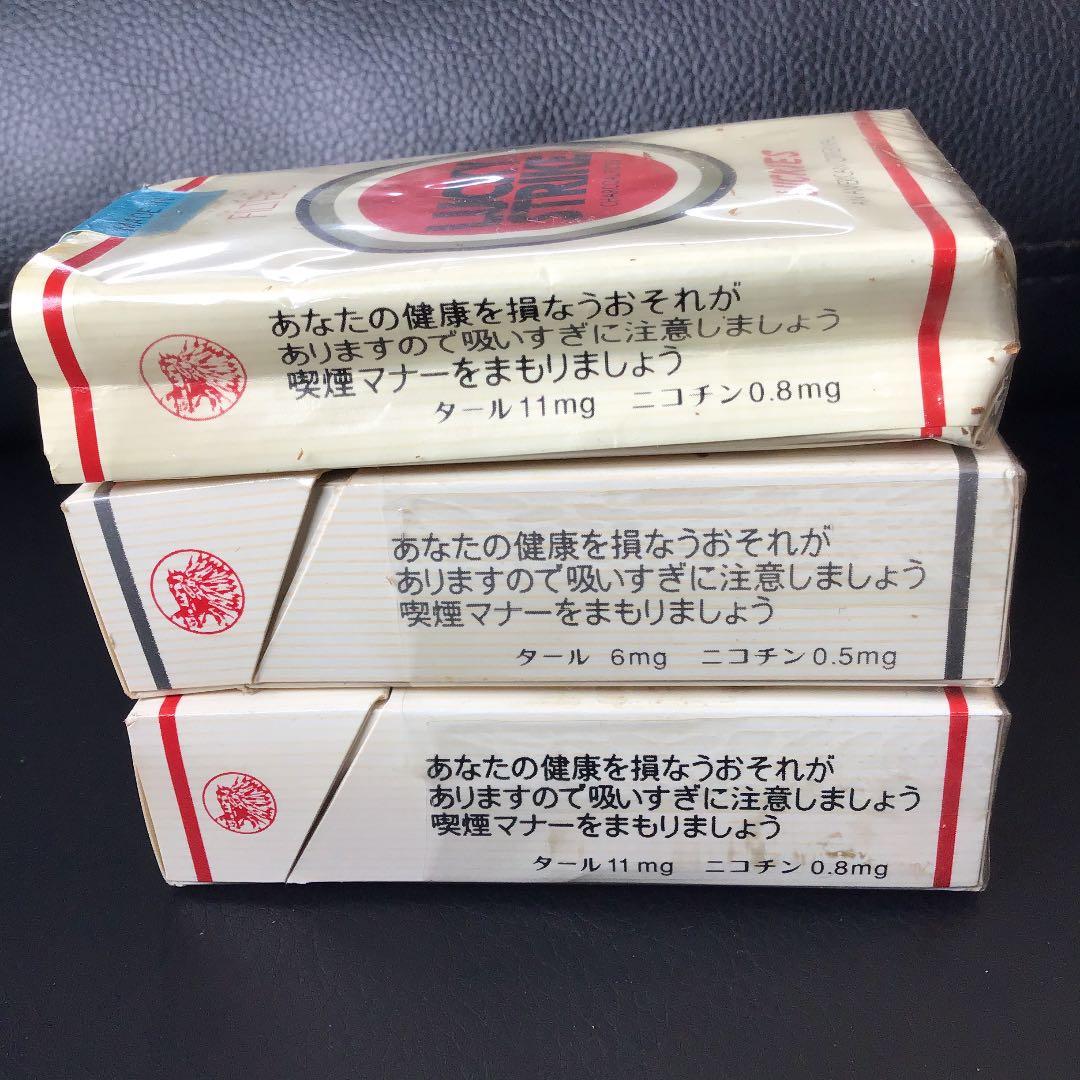 MADE IN
FILTERS
LUCKY
STRIKE
LUCKIES
AN AMERICAN ORIGINAL
あなたの健康を損なうおそれが
ありますので吸いすぎに注意しましょう
喫煙マナーをまもりましょう
タール11mg ニコチン0.8mg
あなたの健康を損なうおそれが
ありますので吸いすぎに注意しましょう
喫煙マナーをまもりましょう
タール 6mg ニコチン0.5mg
あなたの健康を損なうおそれが
ありますので吸いすぎに注意しましょう
喫煙マナーをまもりましょう
タール11mg ニコチン0.8mg